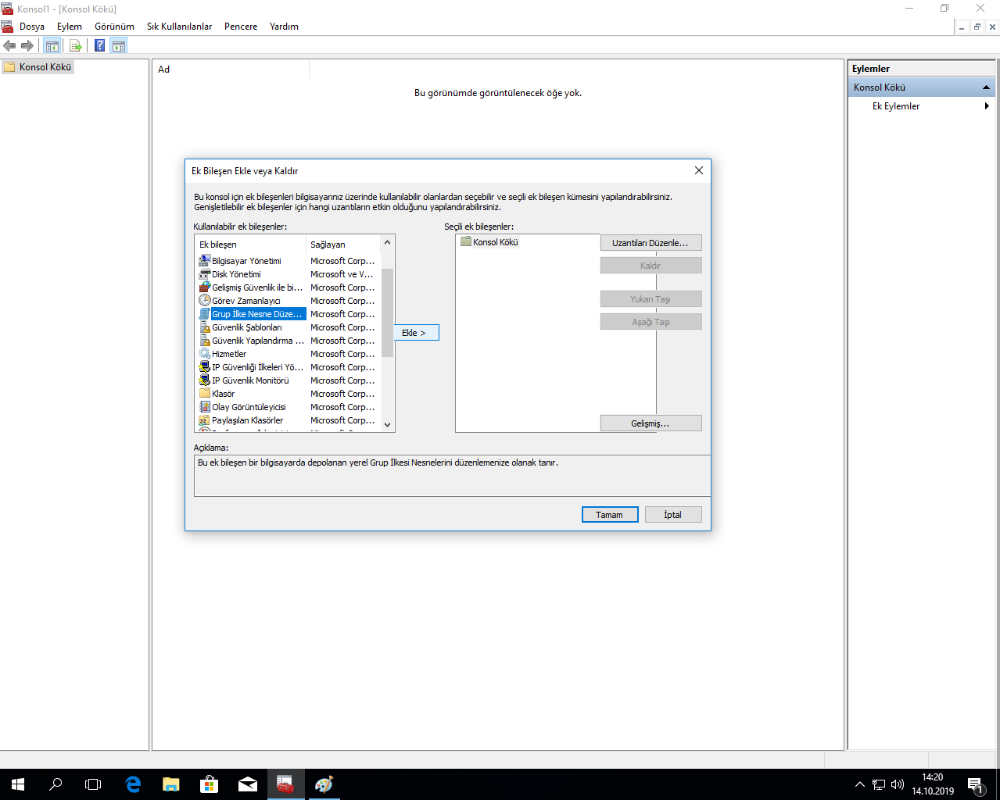 Konsol1 - [Konsol Kökü]
Dosya Eylem Görünüm Sık Kullanılanlar Pencere Yardım
Konsol Kökü
Ad
Bu görünümde görüntülenecek öğe yok.
Eylemler
Konsol Kökü
Ek Eylemler
Ek Bileşen Ekle veya Kaldır
Bu konsol için ek bileşenleri bilgisayarınız üzerinde kullanılabilir olanlardan seçebilir ve seçili ek bileşen kümesini yapılandırabilirsiniz.
Genişletilebilir ek bileşenler için hangi uzantıların etkin olduğunu yapılandırabilirsiniz.
Kullanılabilir ek bileşenler:
Ek bileşen Sağlayan
Bilgisayar Yönetimi Microsoft Corp...
Disk Yönetimi Microsoft ve V...
Gelişmiş Güvenlik ile bi... Microsoft Corp...
Görev Zamanlayıcı Microsoft Corp...
Grup İlke Nesne Düze... Microsoft Corp...
Güvenlik Şablonları Microsoft Corp...
Güvenlik Yapılandırma ... Microsoft Corp...
Hizmetler Microsoft Corp...
IP Güvenliği İlkeleri Yö... Microsoft Corp...
IP Güvenlik Monitörü Microsoft Corp...
Klasör Microsoft Corp...
Olay Görüntüleyicisi Microsoft Corp...
Paylaşılan Klasörler Microsoft Corp...
Ekle >
Seçili ek bileşenler:
Konsol Kökü
Uzantıları Düzenle...
Kaldır
Yukarı Taşı
Aşağı Taşı
Gelişmiş...
Açıklama:
Bu ek bileşen bir bilgisayarda depolanan yerel Grup İlkesi Nesnelerini düzenlemenize olanak tanır.
Tamam İptal
14:20
14.10.2019
1